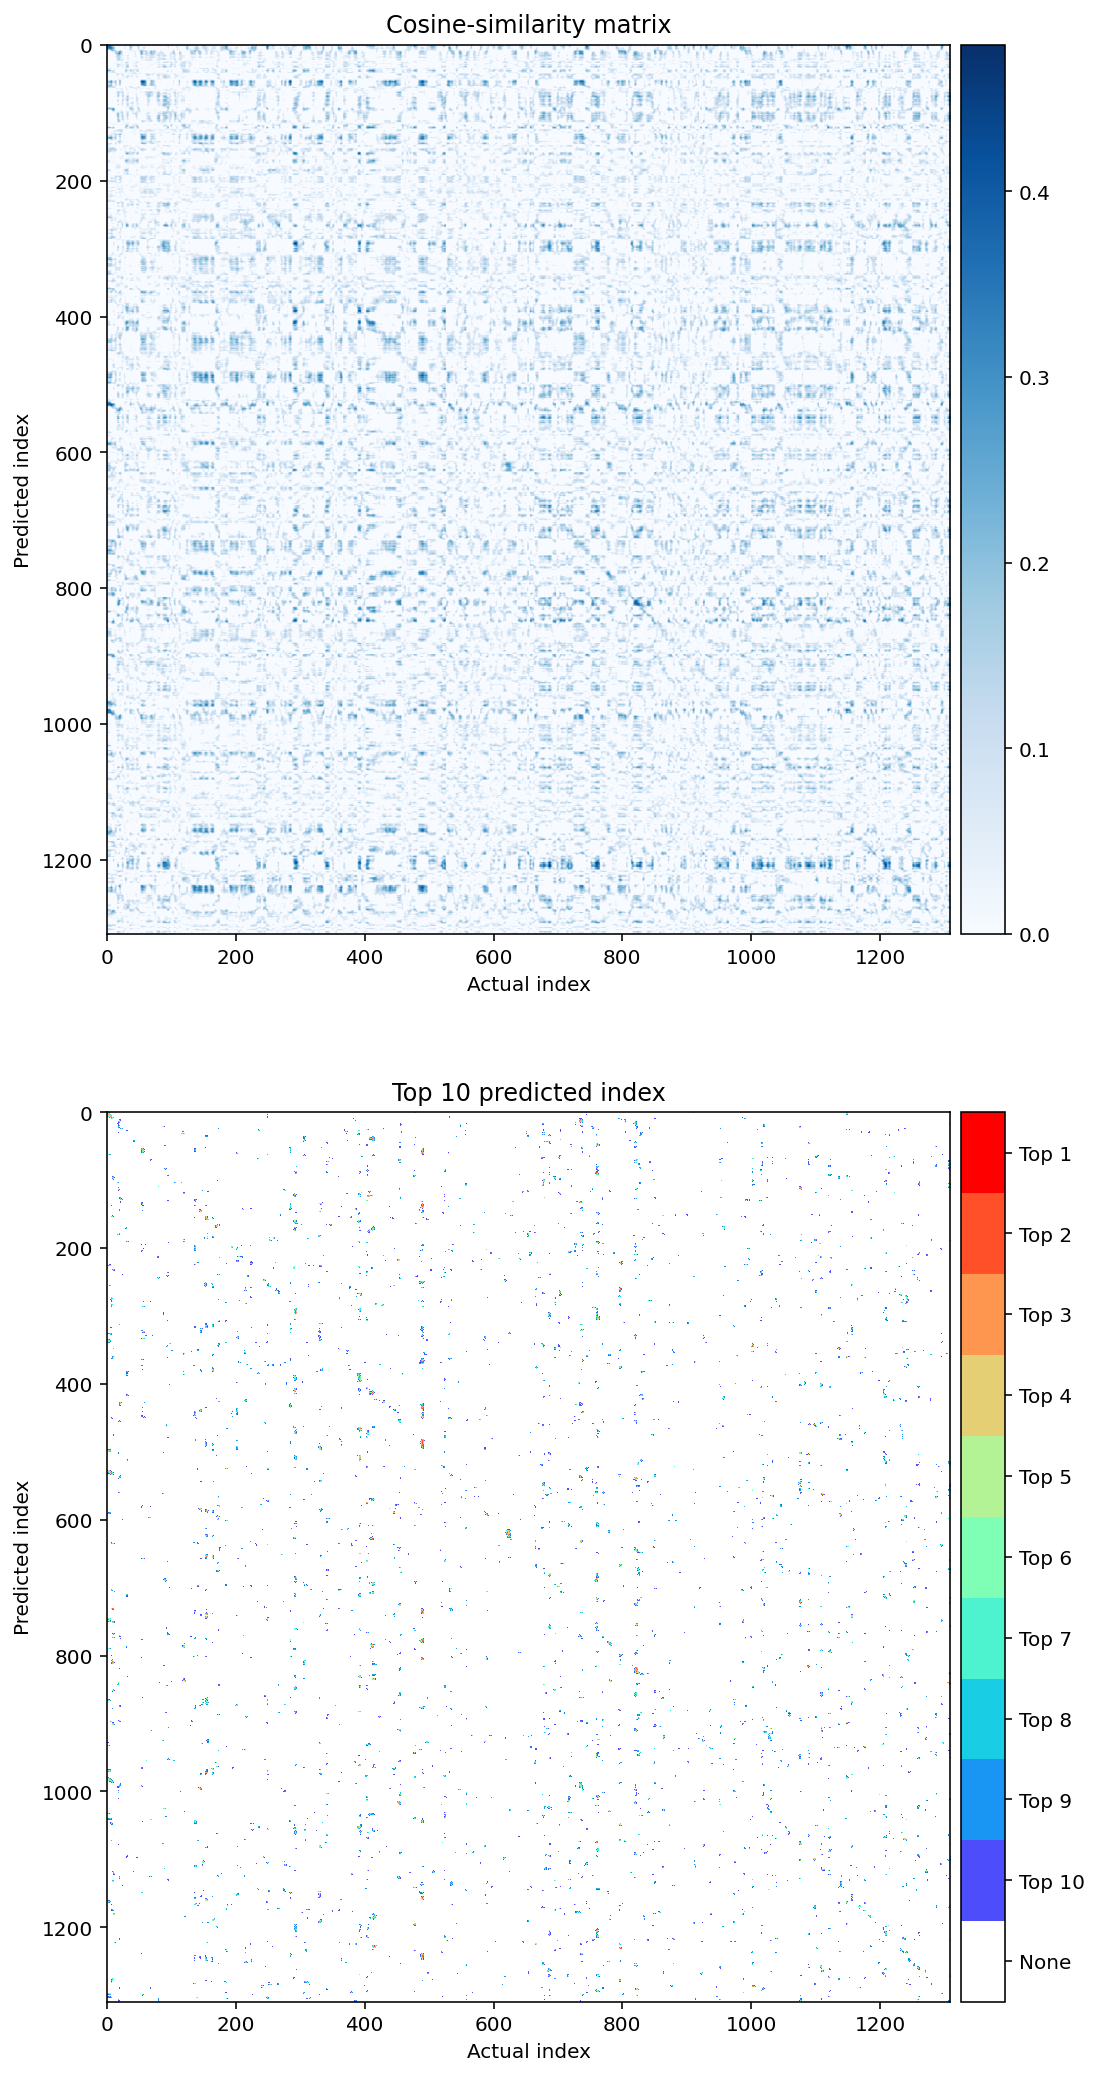 Cosine-similarity matrix
0
200
400
600
800
1000
1200
Predicted index
0 200 400 600 800 1000 1200
Actual index
0.4
0.3
0.2
0.1
0.0
Top 10 predicted index
0
200
400
600
800
1000
1200
Predicted index
0 200 400 600 800 1000 1200
Actual index
Top 1
Top 2
Top 3
Top 4
Top 5
Top 6
Top 7
Top 8
Top 9
Top 10
None